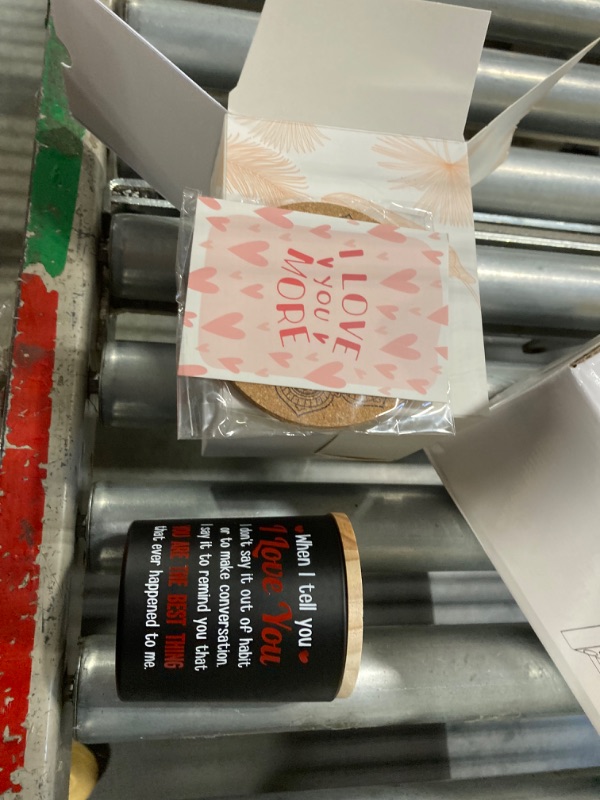 I LOVE
YOU
MORE
When I tell you
I Love You
I don't say it out of habit
or to make conversation.
I say it to remind you that
YOU ARE THE BEST THING
that ever happened to me.